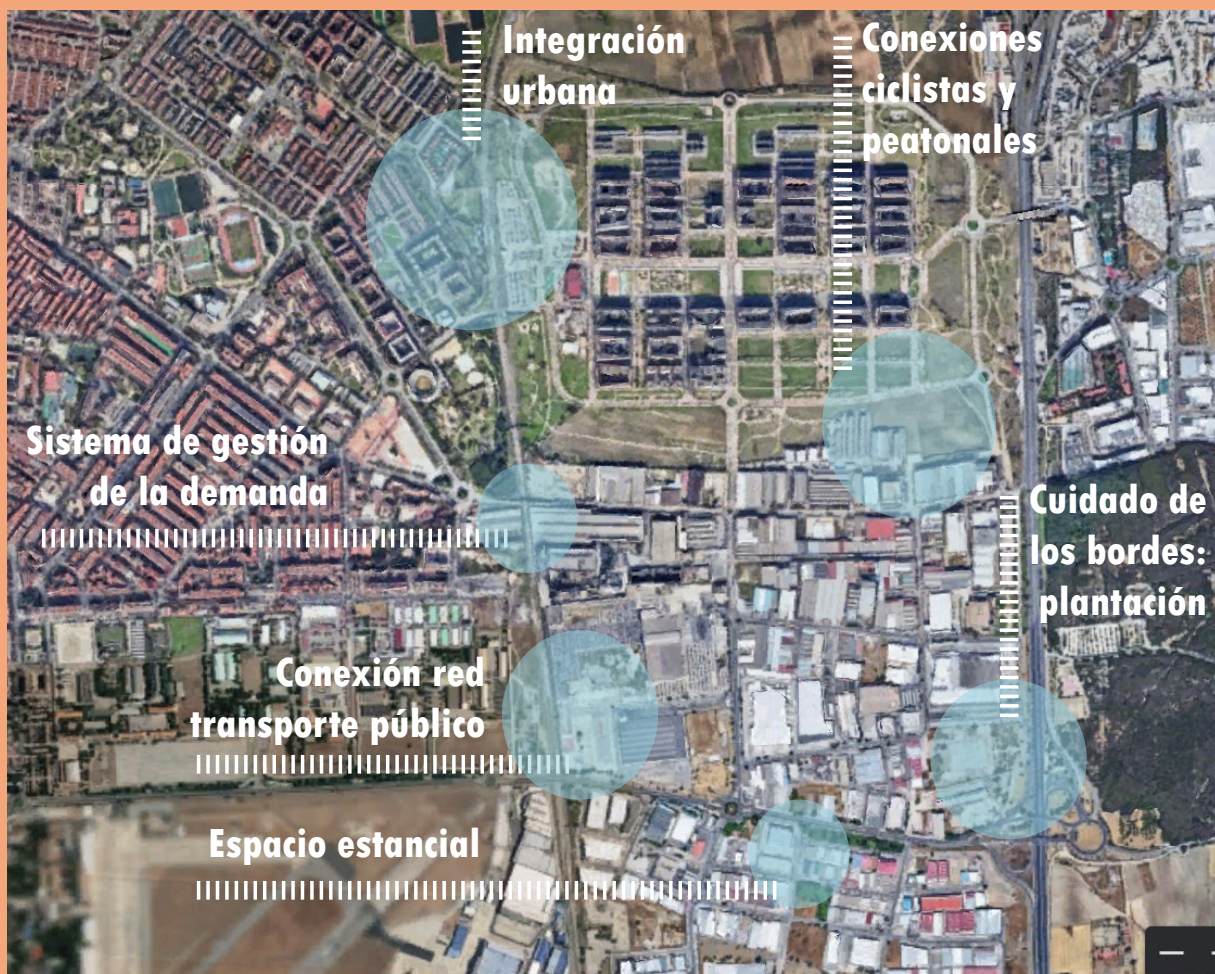 Integración
urbana
Conexiones
ciclistas y
peatonales
Sistema de gestión
de la demanda
Cuidado de
los bordes:
plantación
Conexión red
transporte público
Espacio estancial